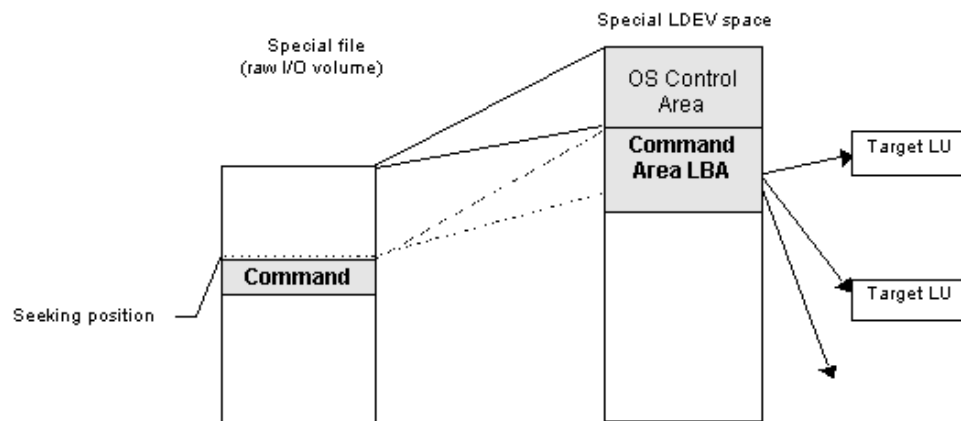 Special LDEV space
Special file
(raw I/O volume)
OS Control
Area
Command
Area LBA
Target LU
Command
Target LU
Seeking position